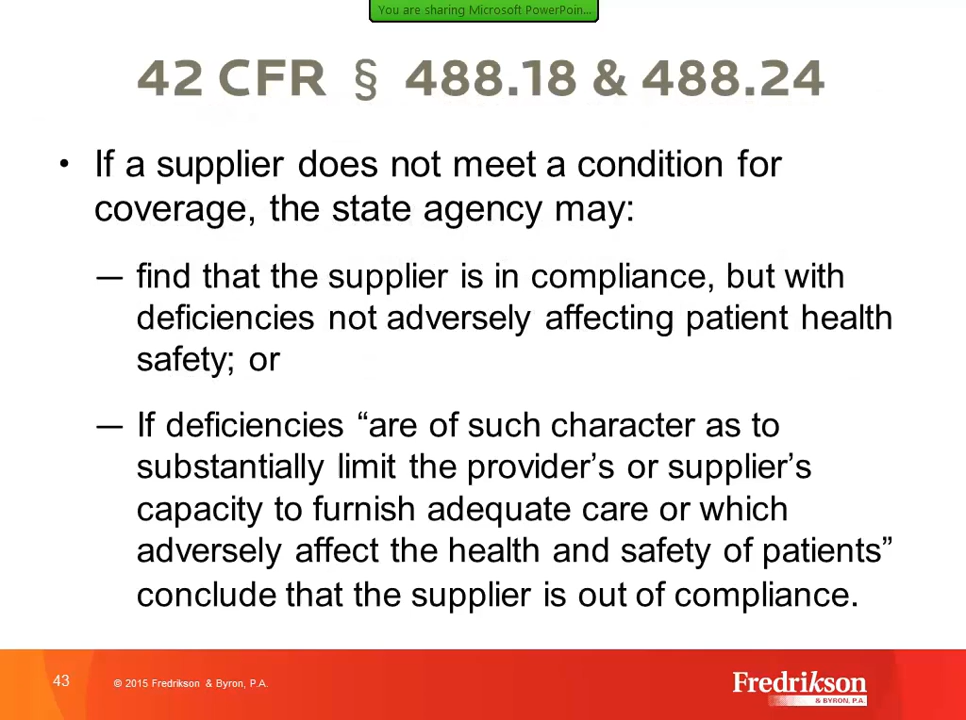 You are sharing Microsoft PowerPoin...
42 CFR § 488.18 & 488.24
• If a supplier does not meet a condition for
coverage, the state agency may:
— find that the supplier is in compliance, but with
deficiencies not adversely affecting patient health
safety; or
— If deficiencies “are of such character as to
substantially limit the provider’s or supplier’s
capacity to furnish adequate care or which
adversely affect the health and safety of patients”
conclude that the supplier is out of compliance.
43
© 2015 Fredrikson & Byron, P.A.
Fredrikson
& BYRON, P.A.